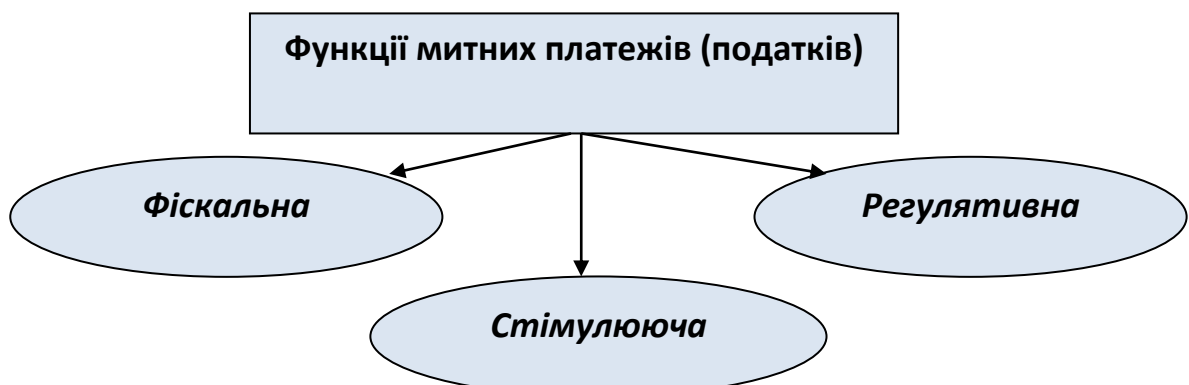 Функції митних платежів (податків)
Фіскальна
Регулятивна
Стімулююча